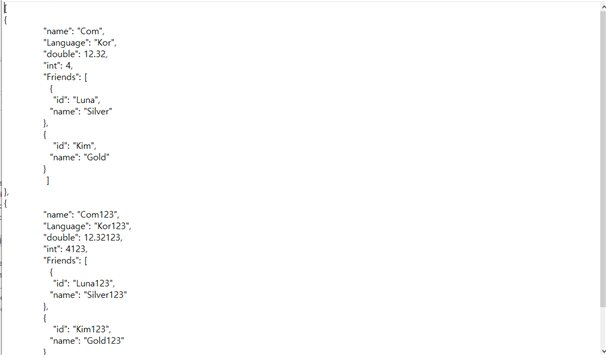 [
{
"name": "Com",
"Language": "Kor",
"double": 12.32,
"int": 4,
"Friends": [
{
"id": "Luna",
"name": "Silver"
},
{
"id": "Kim",
"name": "Gold"
}
]
},
{
"name": "Com123",
"Language": "Kor123",
"double": 12.32123,
"int": 4123,
"Friends": [
{
"id": "Luna123",
"name": "Silver123"
},
{
"id": "Kim123",
"name": "Gold123"
}